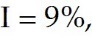 I = 9%,